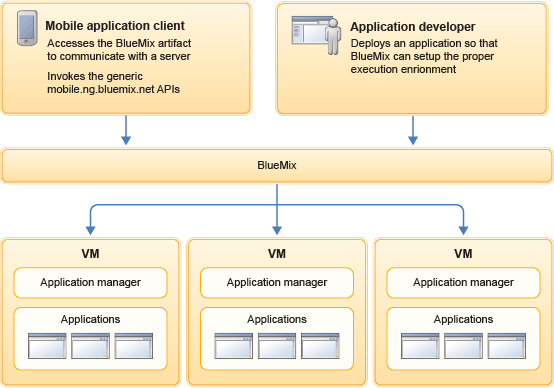 Mobile application client
Accesses the BlueMix artifact
to communicate with a server
Invokes the generic
mobile.ng.bluemix.net APIs
Application developer
Deploys an application so that
BlueMix can setup the proper
execution enrionment
BlueMix
VM
Application manager
Applications
VM
Application manager
Applications
VM
Application manager
Applications